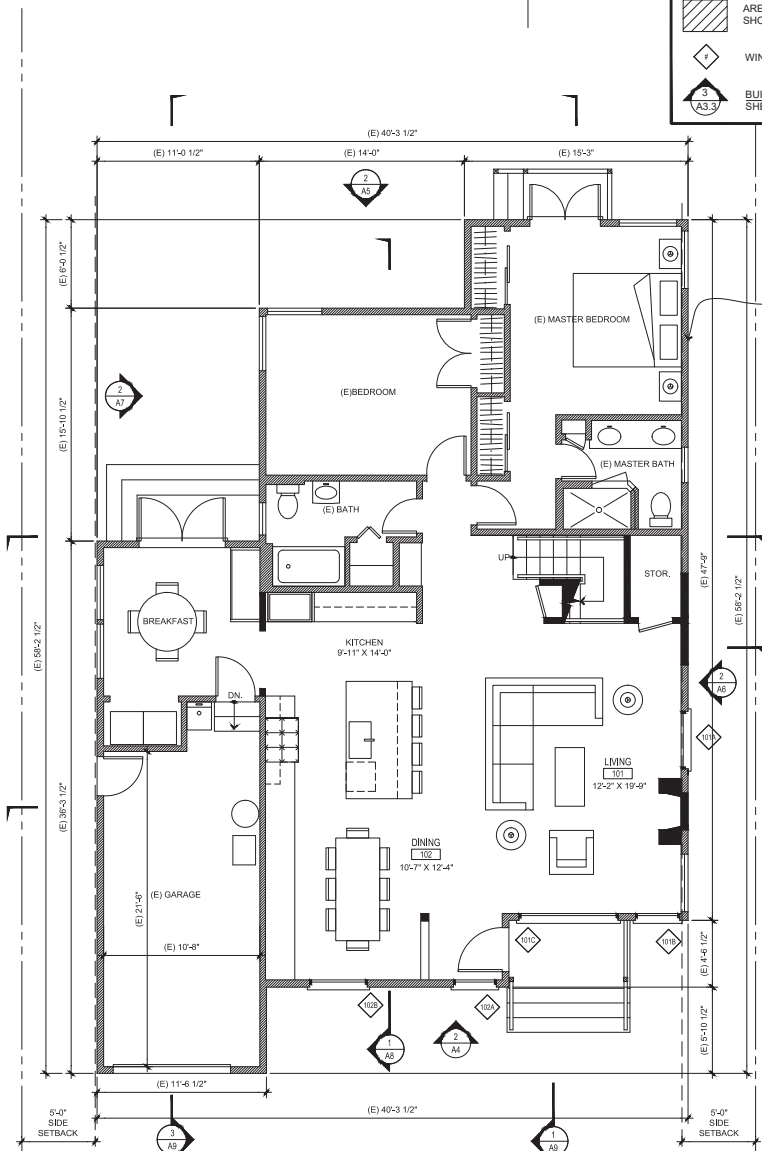 ARE
SHO
#
WIN
3
A3.3
BUI
SHE
(E) 40'-3 1/2"
(E) 11'-0 1/2"
(E) 14'-0"
(E) 15'-3"
2
A5
(E) 6'-0 1/2"
(E) MASTER BEDROOM
2
A7
(E)BEDROOM
(E) 15'-10 1/2"
(E) MASTER BATH
(E) BATH
UP
STOR.
(E) 47'-9"
(E) 58'-2 1/2"
(E) 58'-2 1/2"
BREAKFAST
KITCHEN
9'-11" X 14'-0"
DN.
2
A6
101A
LIVING
101
12'-2" X 19'-9"
(E) 36'-3 1/2"
DINING
102
10'-7" X 12'-4"
(E) GARAGE
(E) 21'-6"
(E) 10'-8"
101C
101B
(E) 4'-6 1/2"
102B
102A
1
A8
2
A4
(E) 5'-10 1/2"
(E) 11'-6 1/2"
(E) 40'-3 1/2"
5'-0"
SIDE
SETBACK
3
A9
1
A9
5'-0"
SIDE
SETBACK